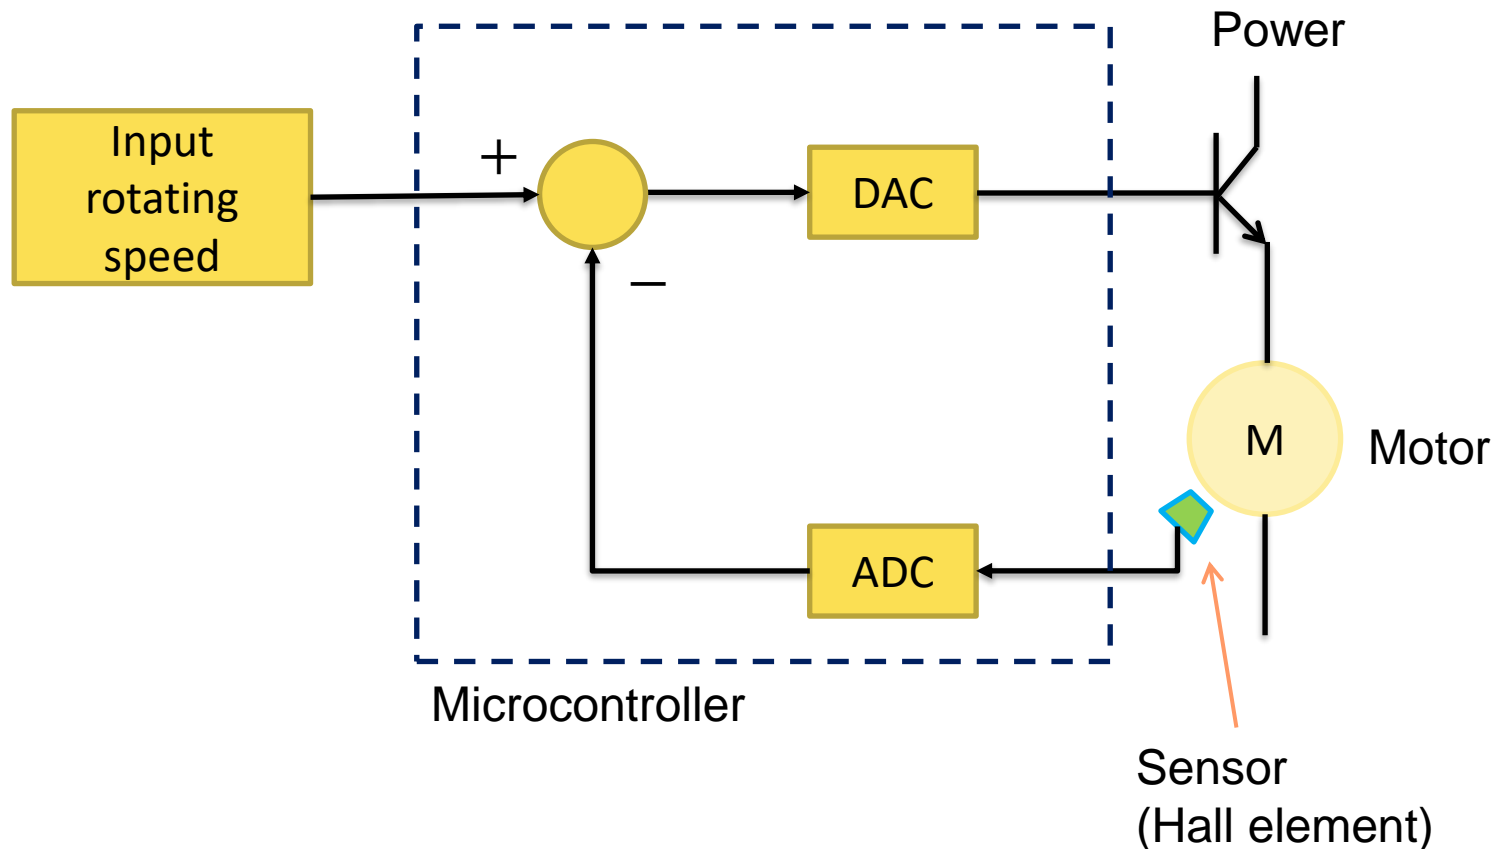 Power
Input
rotating
speed
+
DAC
−
M
Motor
ADC
Microcontroller
Sensor
(Hall element)